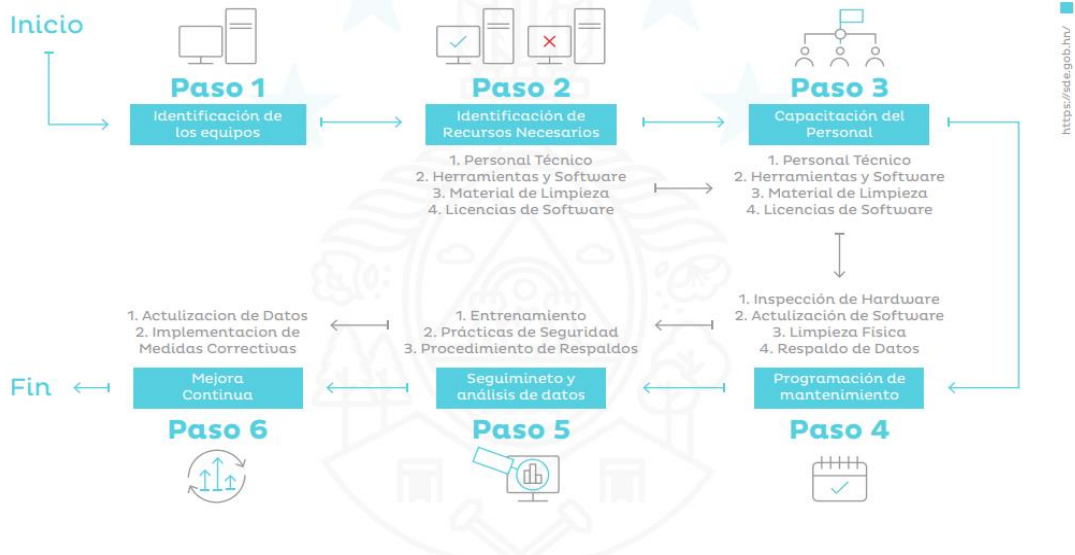 Inicio
Paso 1
Identificación de
los equipos
Paso 2
Identificación de
Recursos Necesarios
1. Personal Técnico
2. Herramientas y Software
3. Material de Limpieza
4. Licencias de Software
Paso 3
Capacitación del
Personal
1. Personal Técnico
2. Herramientas y Software
3. Material de Limpieza
4. Licencias de Software
https://sde.gob.hn/
1. Inspección de Hardware
2. Actulización de Software
3. Limpieza Física
4. Respaldo de Datos
Programación de
mantenimiento
Paso 4
1. Entrenamiento
2. Prácticas de Seguridad
3. Procedimiento de Respaldos
Seguimineto y
análisis de datos
Paso 5
1. Actulizacion de Datos
2. Implementacion de
Medidas Correctivas
Mejora
Continua
Paso 6
Fin